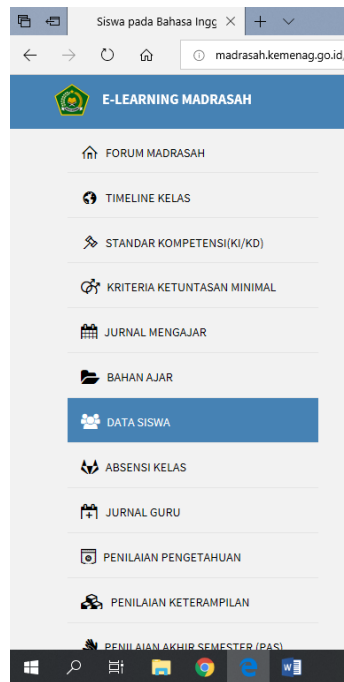 Siswa pada Bahasa Ingg
madrasah.kemenag.go.id
E-LEARNING MADRASAH
FORUM MADRASAH
TIMELINE KELAS
STANDAR KOMPETENSI(KI/KD)
KRITERIA KETUNTASAN MINIMAL
JURNAL MENGAJAR
BAHAN AJAR
DATA SISWA
ABSENSI KELAS
JURNAL GURU
PENILAIAN PENGETAHUAN
PENILAIAN KETERAMPILAN
PENILAIAN AKHIR SEMESTER (PAS)